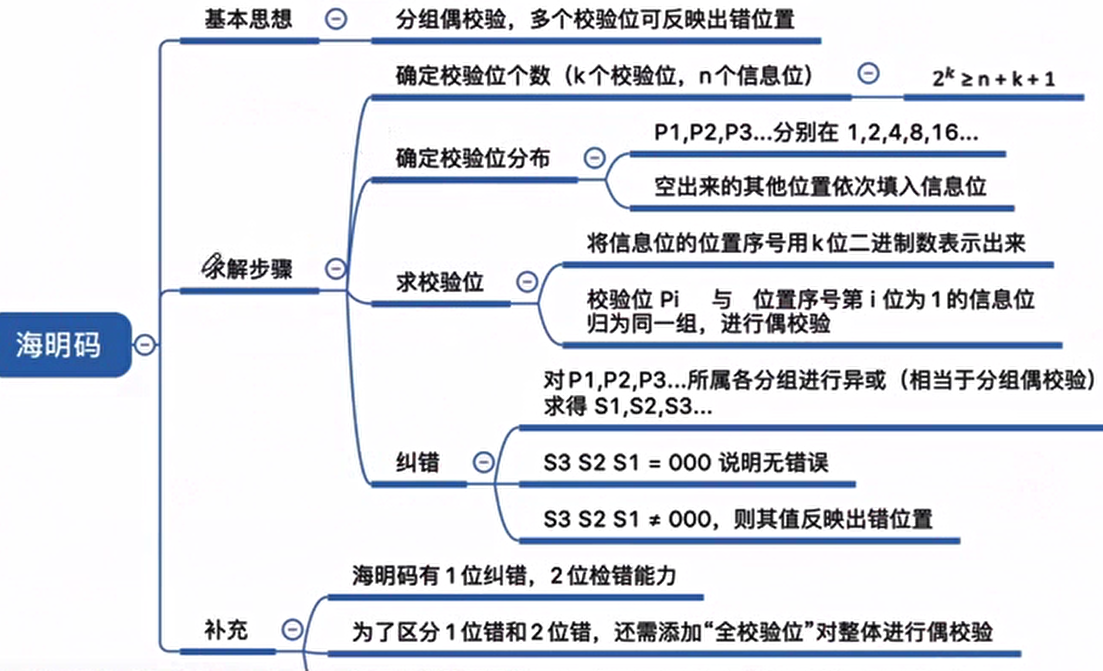 基本思想
分组偶校验，多个校验位可反映出错位置
确定校验位个数（k个校验位，n个信息位）
2ᵏ ≥ n + k + 1
P1,P2,P3...分别在 1,2,4,8,16...
确定校验位分布
空出来的其他位置依次填入信息位
将信息位的位置序号用k位二进制数表示出来
求解步骤
求校验位
校验位 Pi 与 位置序号第 i 位为1的信息位
归为同一组，进行偶校验
海明码
对P1,P2,P3...所属各分组进行异或（相当于分组偶校验）
求得 S1,S2,S3...
纠错
S3 S2 S1 = 000 说明无错误
S3 S2 S1 ≠ 000，则其值反映出错位置
海明码有1位纠错，2位检错能力
补充
为了区分1位错和2位错，还需添加“全校验位”对整体进行偶校验